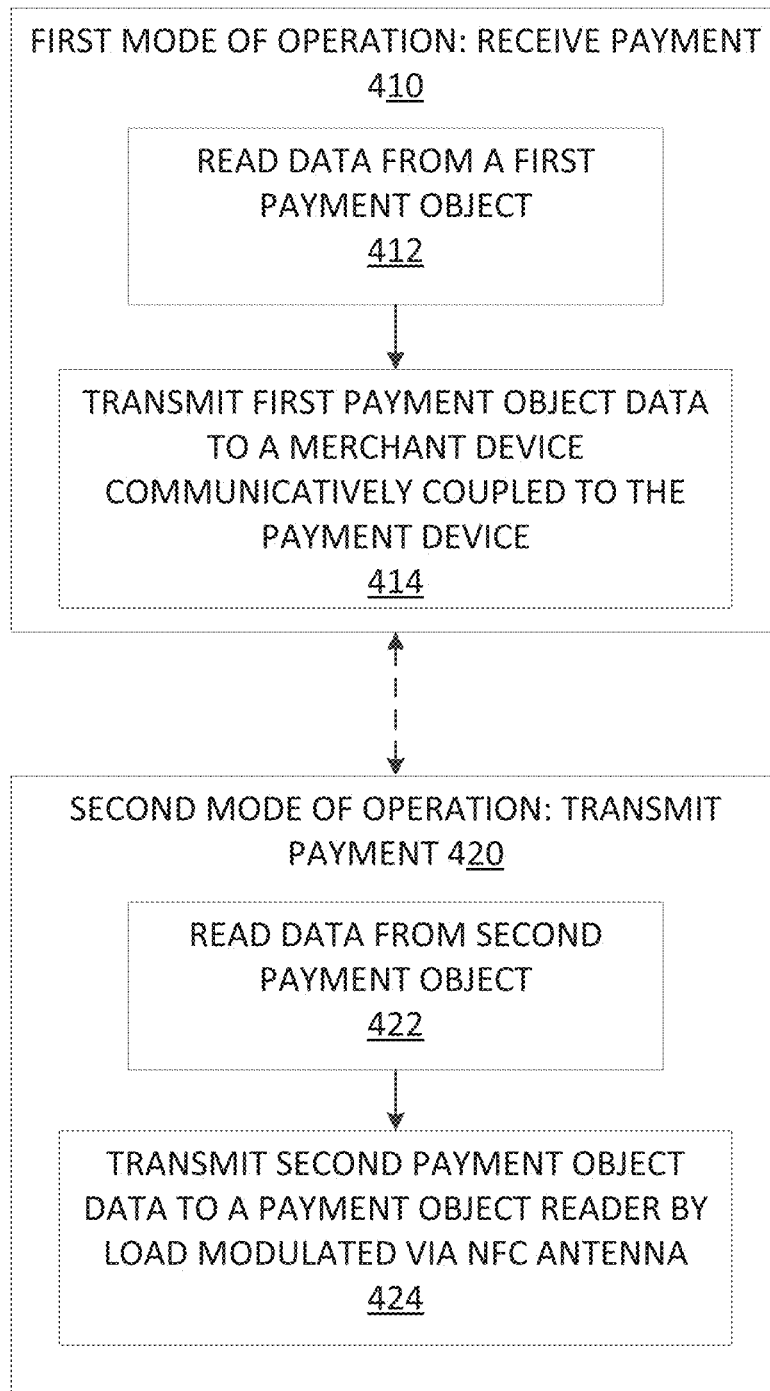 FIRST MODE OF OPERATION: RECEIVE PAYMENT
410
READ DATA FROM A FIRST
PAYMENT OBJECT
412
TRANSMIT FIRST PAYMENT OBJECT DATA
TO A MERCHANT DEVICE
COMMUNICATIVELY COUPLED TO THE
PAYMENT DEVICE
414
SECOND MODE OF OPERATION: TRANSMIT
PAYMENT 420
READ DATA FROM SECOND
PAYMENT OBJECT
422
TRANSMIT SECOND PAYMENT OBJECT
DATA TO A PAYMENT OBJECT READER BY
LOAD MODULATED VIA NFC ANTENNA
424